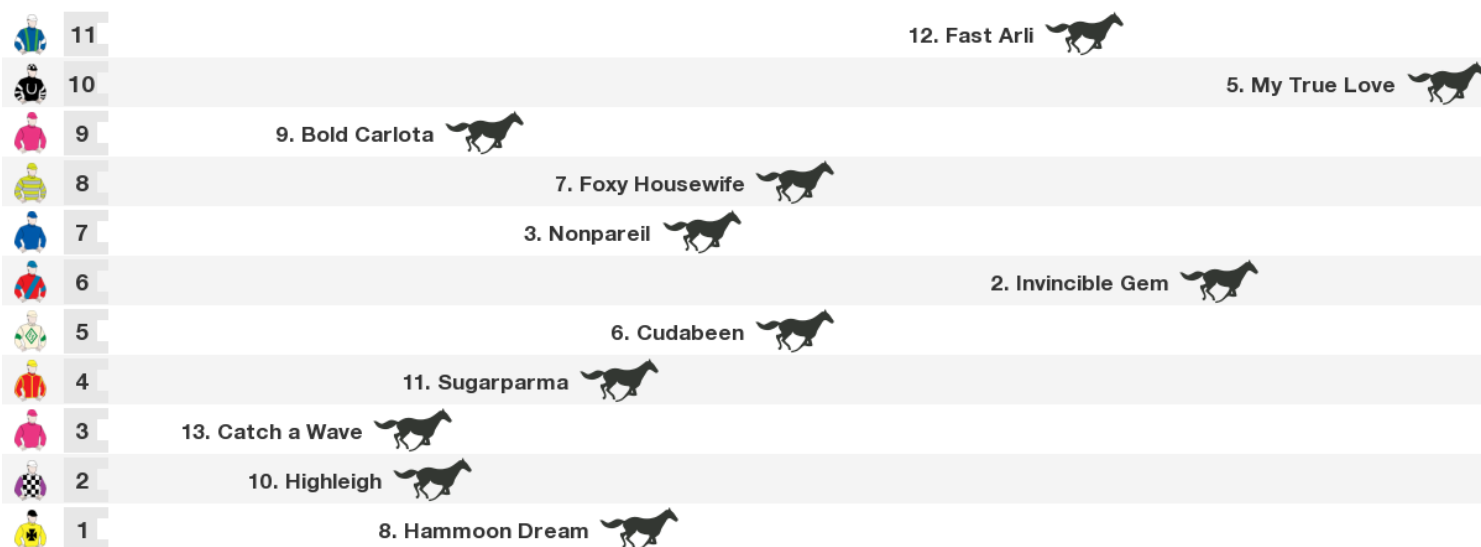 11 12. Fast Arli
10 5. My True Love
9 9. Bold Carlota
8 7. Foxy Housewife
7 3. Nonpareil
6 2. Invincible Gem
5 6. Cudabeen
4 11. Sugarparma
3 13. Catch a Wave
2 10. Highleigh
1 8. Hammoon Dream